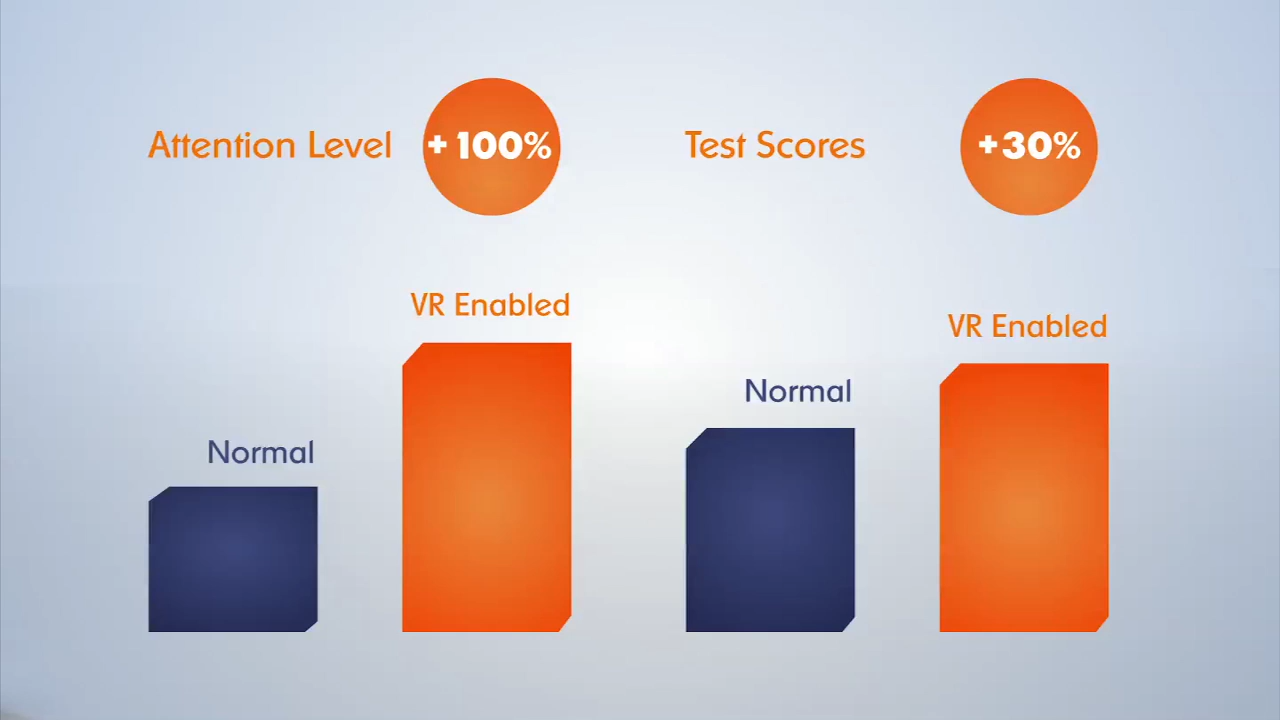 Attention Level
+ 100%
Test Scores
+30%
VR Enabled
VR Enabled
Normal
Normal